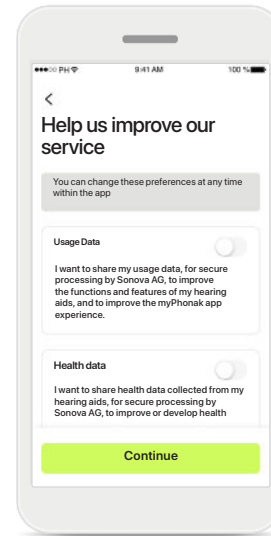 PH 9:41 AM 100 %
Help us improve our
service
You can change these preferences at any time
within the app
Usage Data
I want to share my usage data, for secure
processing by Sonova AG, to improve
the functions and features of my hearing
aids, and to improve the myPhonak app
experience.
Health data
I want to share health data collected from my
hearing aids, for secure processing by
Sonova AG, to improve or develop health
Continue